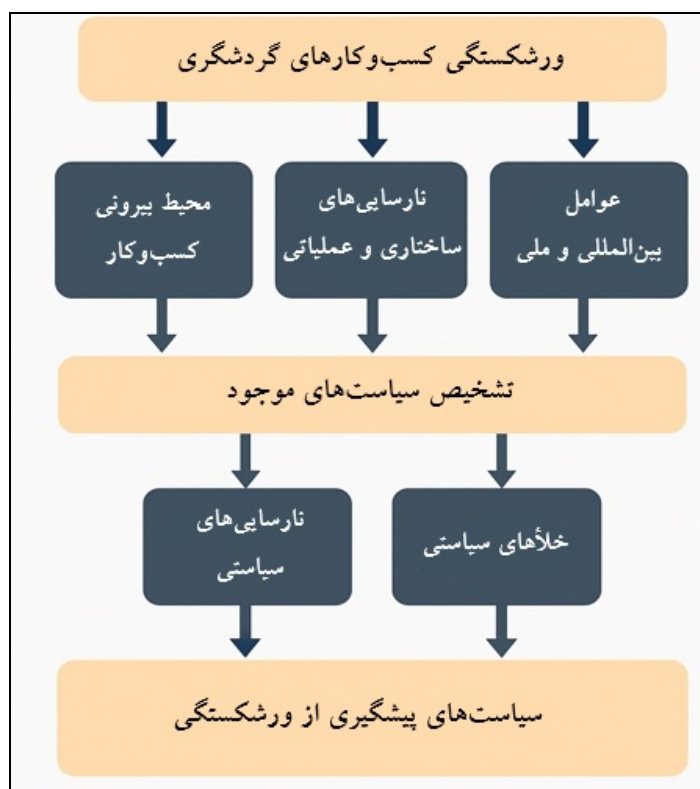 ورشکستگی کسب‌وکارهای گردشگری
عوامل
بین‌المللی و ملی
نارسایی‌های
ساختاری و عملیاتی
محیط بیرونی
کسب‌وکار
تشخیص سیاست‌های موجود
خلأهای سیاستی
نارسایی‌های
سیاستی
سیاست‌های پیشگیری از ورشکستگی